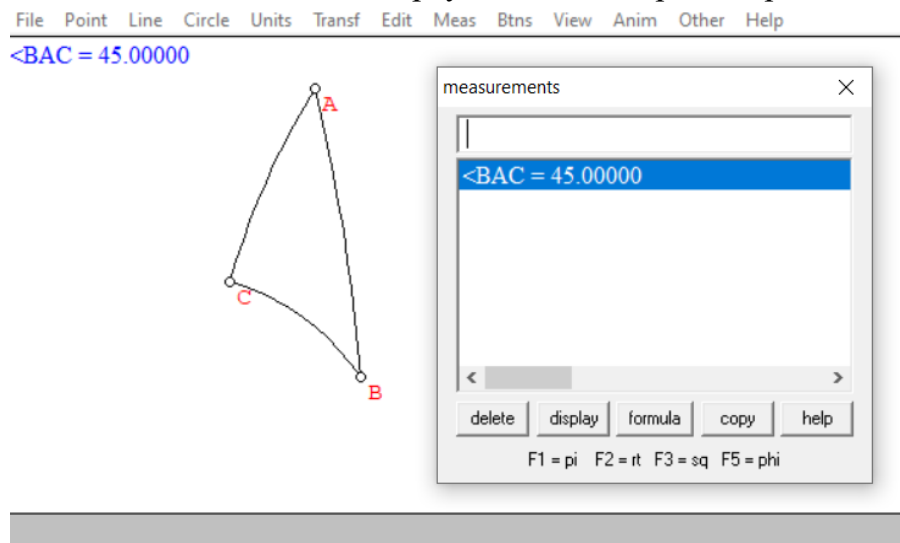 File Point Line Circle Units Transf Edit Meas Btns View Anim Other Help
<BAC = 45.00000
measurements
A
<BAC = 45.00000
C
B
delete display formula copy help
F1 = pi F2 = rt F3 = sq F5 = phi